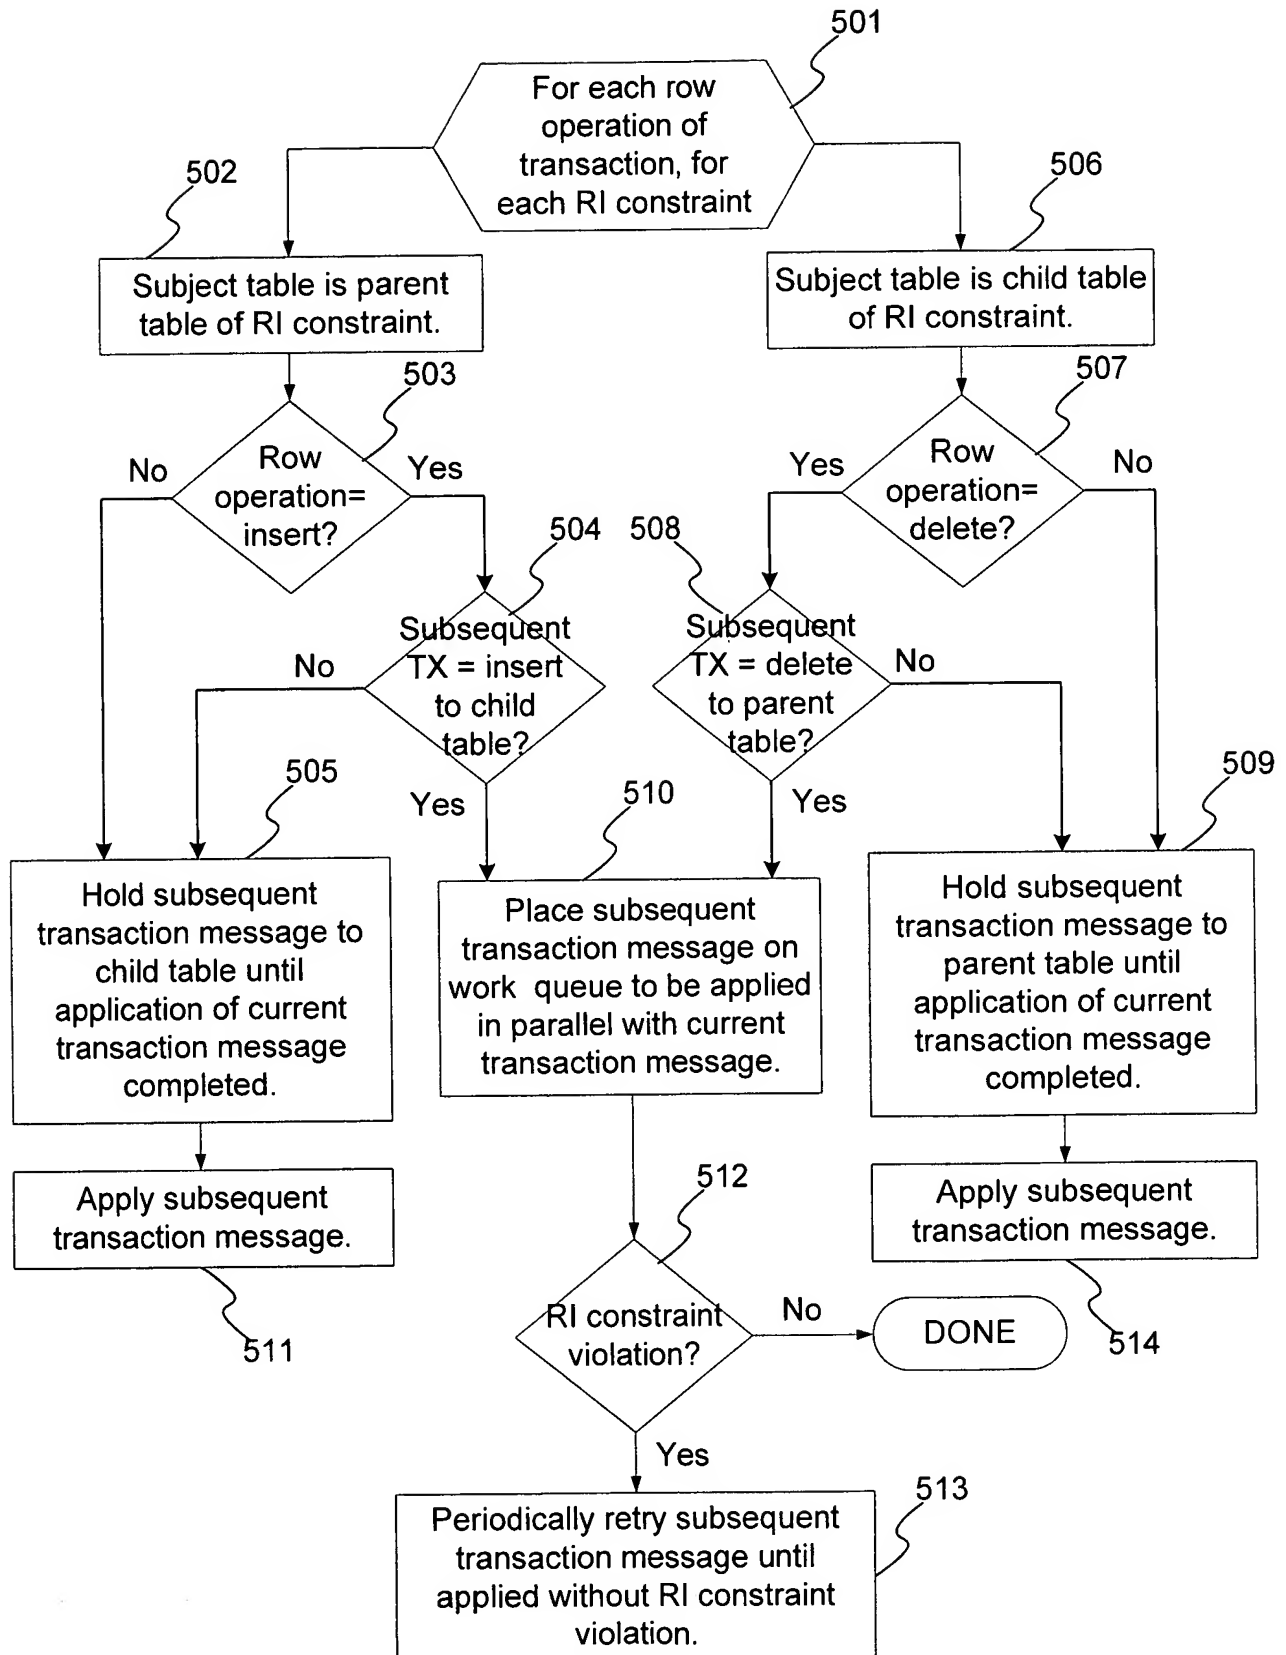 501
For each row
operation of
transaction, for
each RI constraint
502
506
Subject table is parent
table of RI constraint.
Subject table is child table
of RI constraint.
503
507
No
Row
operation=
insert?
Yes
Yes
Row
operation=
delete?
No
504
508
Subsequent
TX = insert
to child
table?
No
Subsequent
TX = delete
to parent
table?
No
505
Yes
510
Yes
509
Hold subsequent
transaction message to
child table until
application of current
transaction message
completed.
Place subsequent
transaction message on
work queue to be applied
in parallel with current
transaction message.
Hold subsequent
transaction message to
parent table until
application of current
transaction message
completed.
Apply subsequent
transaction message.
512
Apply subsequent
transaction message.
511
RI constraint
violation?
No
DONE
514
Yes
513
Periodically retry subsequent
transaction message until
applied without RI constraint
violation.